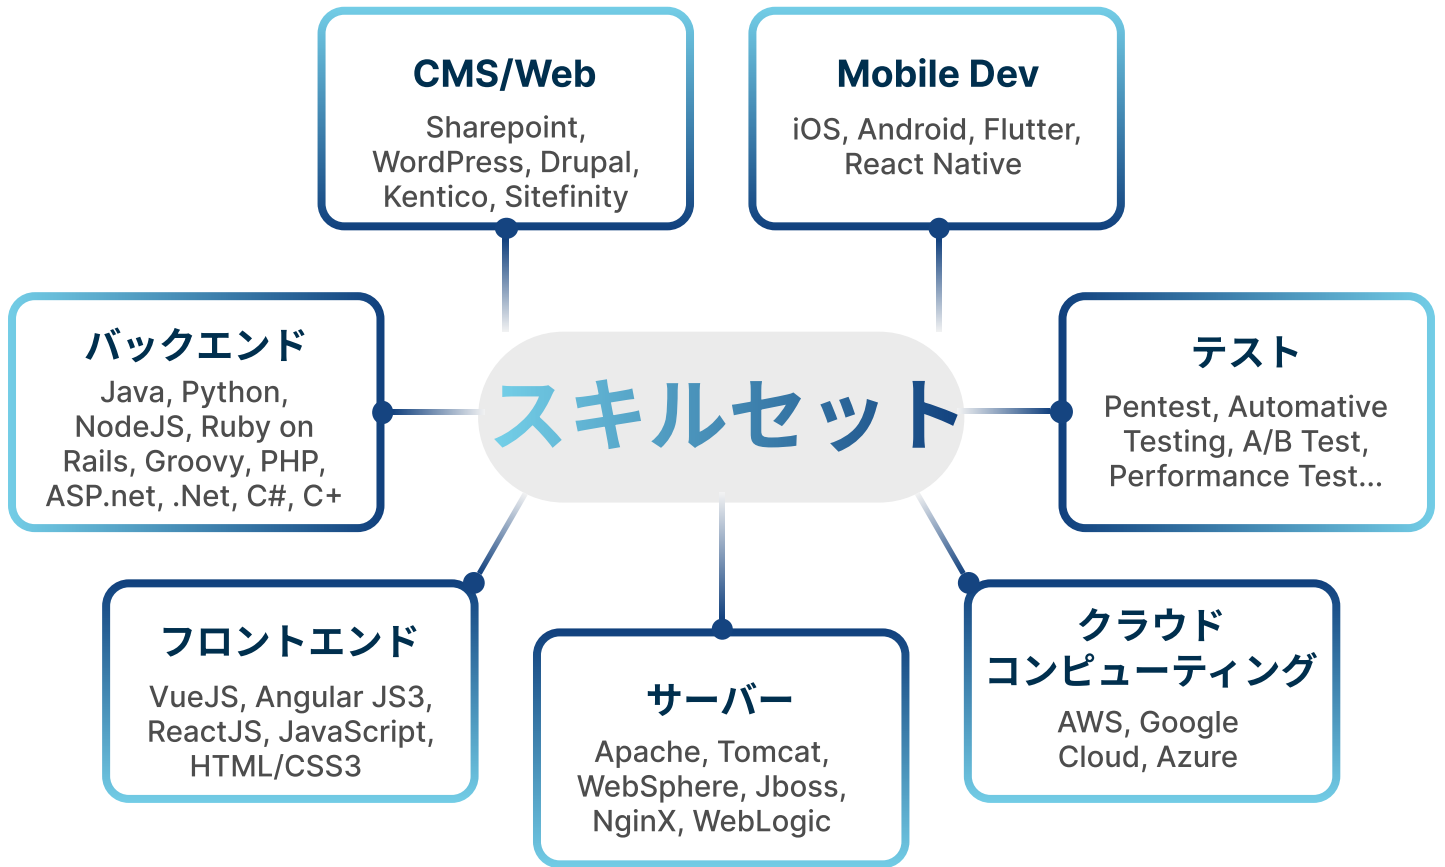 CMS/Web
Sharepoint,
WordPress, Drupal,
Kentico, Sitefinity
Mobile Dev
iOS, Android, Flutter,
React Native
バックエンド
Java, Python,
NodeJS, Ruby on
Rails, Groovy, PHP,
ASP.net, .Net, C#, C+
スキルセット
テスト
Pentest, Automative
Testing, A/B Test,
Performance Test...
フロントエンド
VueJS, Angular JS3,
ReactJS, JavaScript,
HTML/CSS3
サーバー
Apache, Tomcat,
WebSphere, Jboss,
NginX, WebLogic
クラウド
コンピューティング
AWS, Google
Cloud, Azure